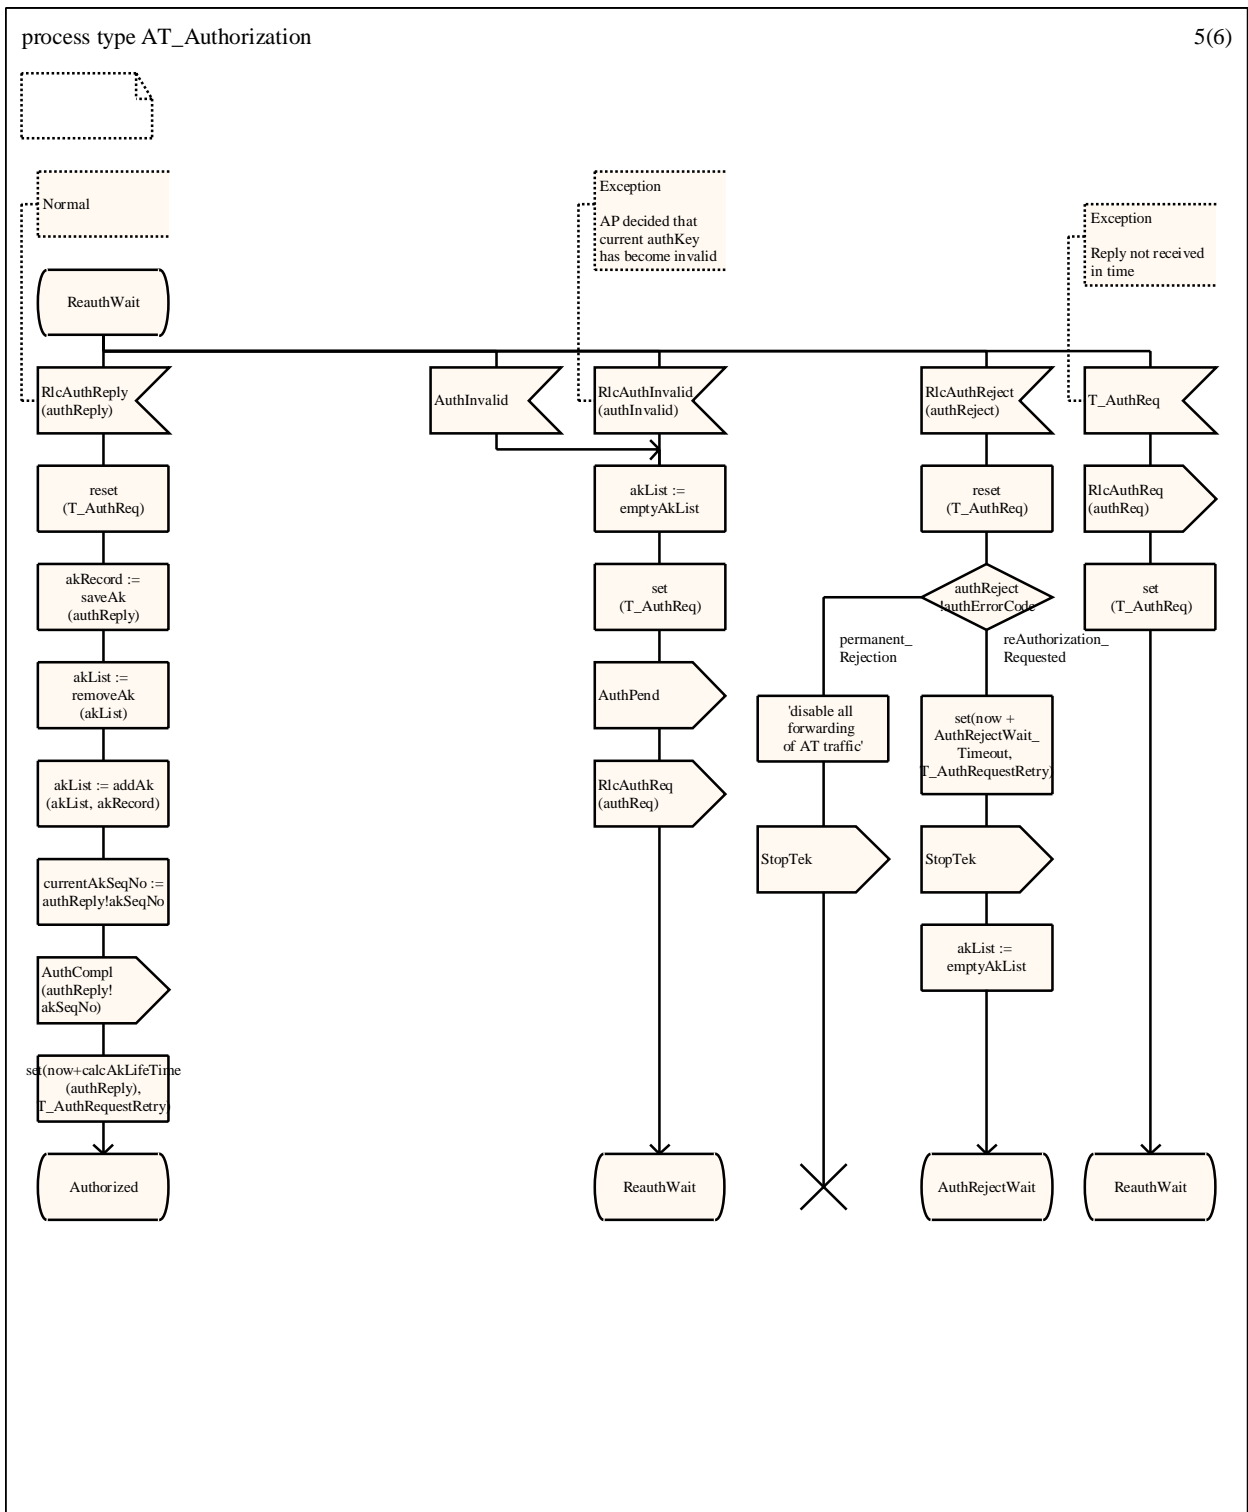 process type AT_Authorization
5(6)
Normal
Exception
AP decided that
current authKey
has become invalid
Exception
Reply not received
in time
ReauthWait
RlcAuthReply
(authReply)
AuthInvalid
RlcAuthInvalid
(authInvalid)
RlcAuthReject
(authReject)
T_AuthReq
reset
(T_AuthReq)
akList :=
emptyAkList
reset
(T_AuthReq)
RlcAuthReq
(authReq)
akRecord :=
saveAk
(authReply)
set
(T_AuthReq)
authReject
!authErrorCode
set
(T_AuthReq)
permanent_
Rejection
reAuthorization_
Requested
akList :=
removeAk
(akList)
AuthPend
'disable all
forwarding
of AT traffic'
set(now +
AuthRejectWait_
Timeout,
T_AuthRequestRetry)
akList := addAk
(akList, akRecord)
RlcAuthReq
(authReq)
currentAkSeqNo :=
authReply!akSeqNo
StopTek
StopTek
AuthCompl
(authReply!
akSeqNo)
akList :=
emptyAkList
set(now+calcAkLifeTime
(authReply),
T_AuthRequestRetry)
Authorized
ReauthWait
AuthRejectWait
ReauthWait